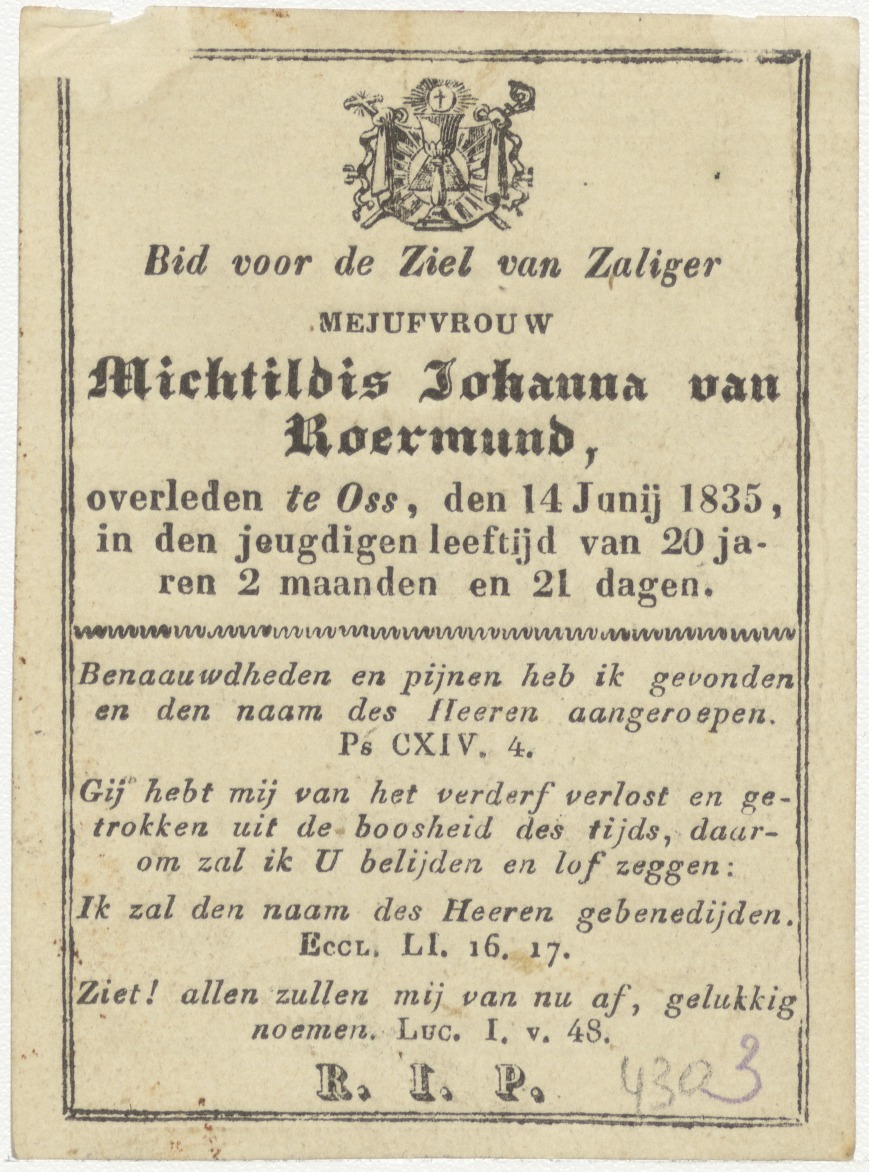 Bid voor de Ziel van Zaliger
MEJUFVROUW
Michtildis Johanna van
Roermund,
overleden te Oss, den 14 Junij 1835,
in den jeugdigen leeftijd van 20 ja-
ren 2 maanden en 21 dagen.
Benaauwdheden en pijnen heb ik gevonden
en den naam des Heeren aangeroepen.
Ps CXIV. 4.
Gij hebt mij van het verderf verlost en ge-
trokken uit de boosheid des tijds, daar-
om zal ik U belijden en lof zeggen:
Ik zal den naam des Heeren gebenedijden.
ECCL. LI. 16. 17.
Ziet! allen zullen mij van nu af, gelukkig
noemen. LUC. I. v. 48.
R. I. P.
4303